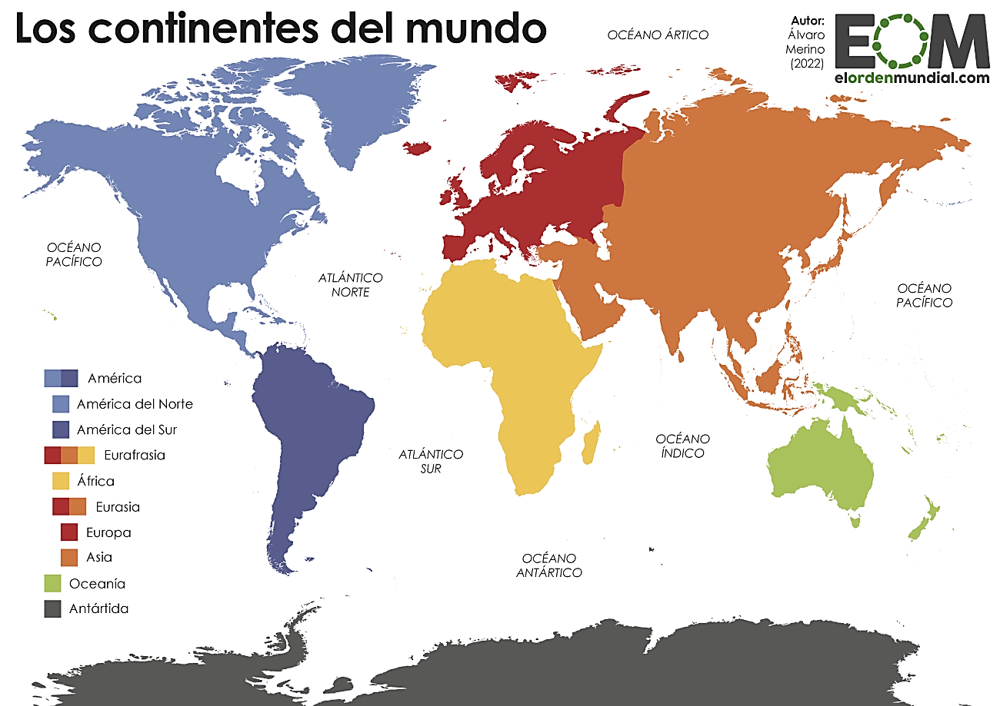 Los continentes del mundo
OCÉANO ÁRTICO
Autor:
Álvaro
Merino
(2022)
EOM
elordenmundial.com
OCÉANO
PACÍFICO
ATLÁNTICO
NORTE
OCÉANO
PACÍFICO
América
América del Norte
América del Sur
Eurafrasia
África
Eurasia
Europa
Asia
Oceanía
Antártida
ATLÁNTICO
SUR
OCÉANO
ÍNDICO
OCÉANO
ANTÁRTICO